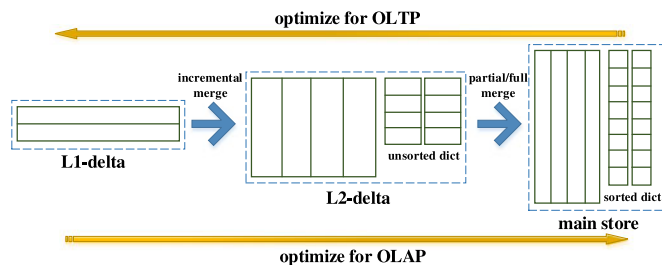 optimize for OLTP
incremental
merge
partial/full
merge
L1-delta
unsorted dict
L2-delta
sorted dict
main store
optimize for OLAP